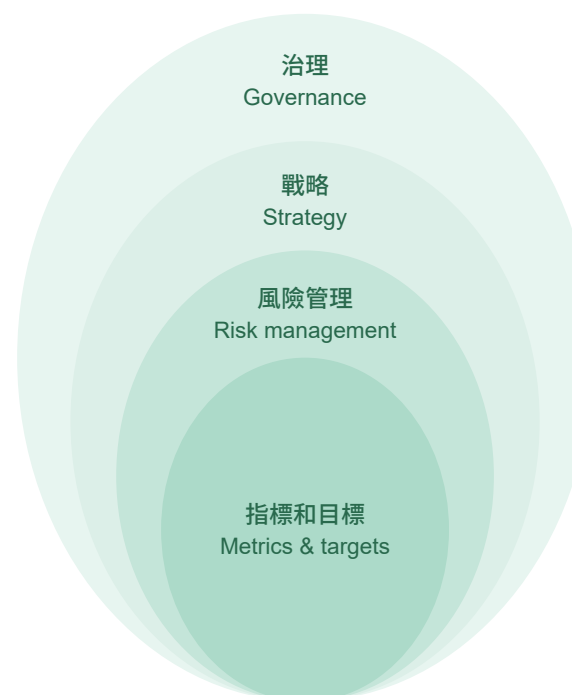 治理
Governance
戰略
Strategy
風險管理
Risk management
指標和目標
Metrics & targets